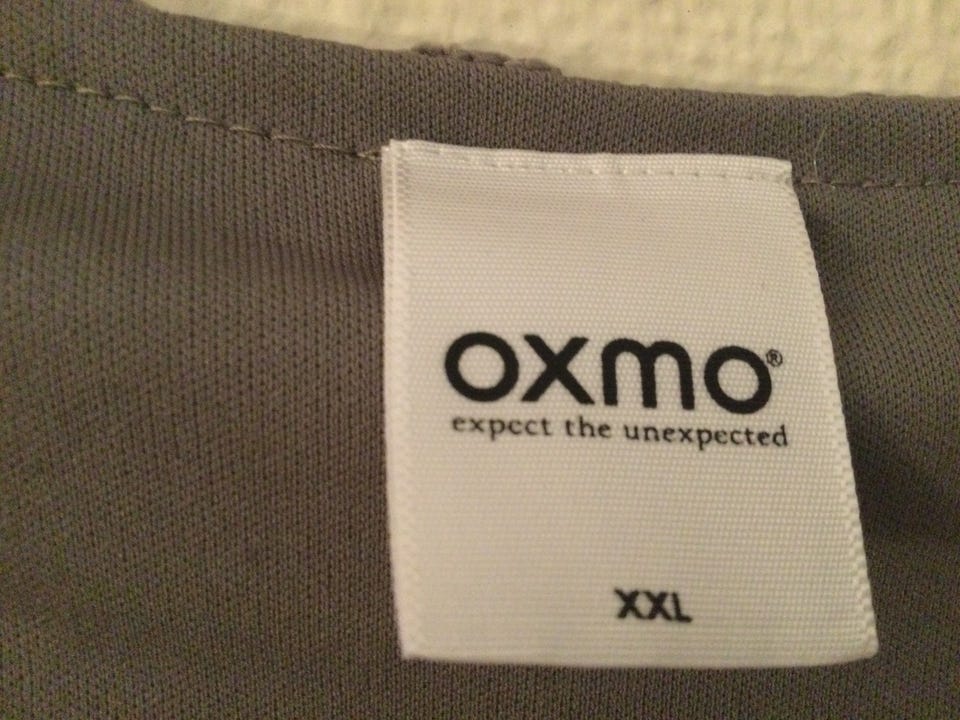 oxmo®
expect the unexpected
XXL